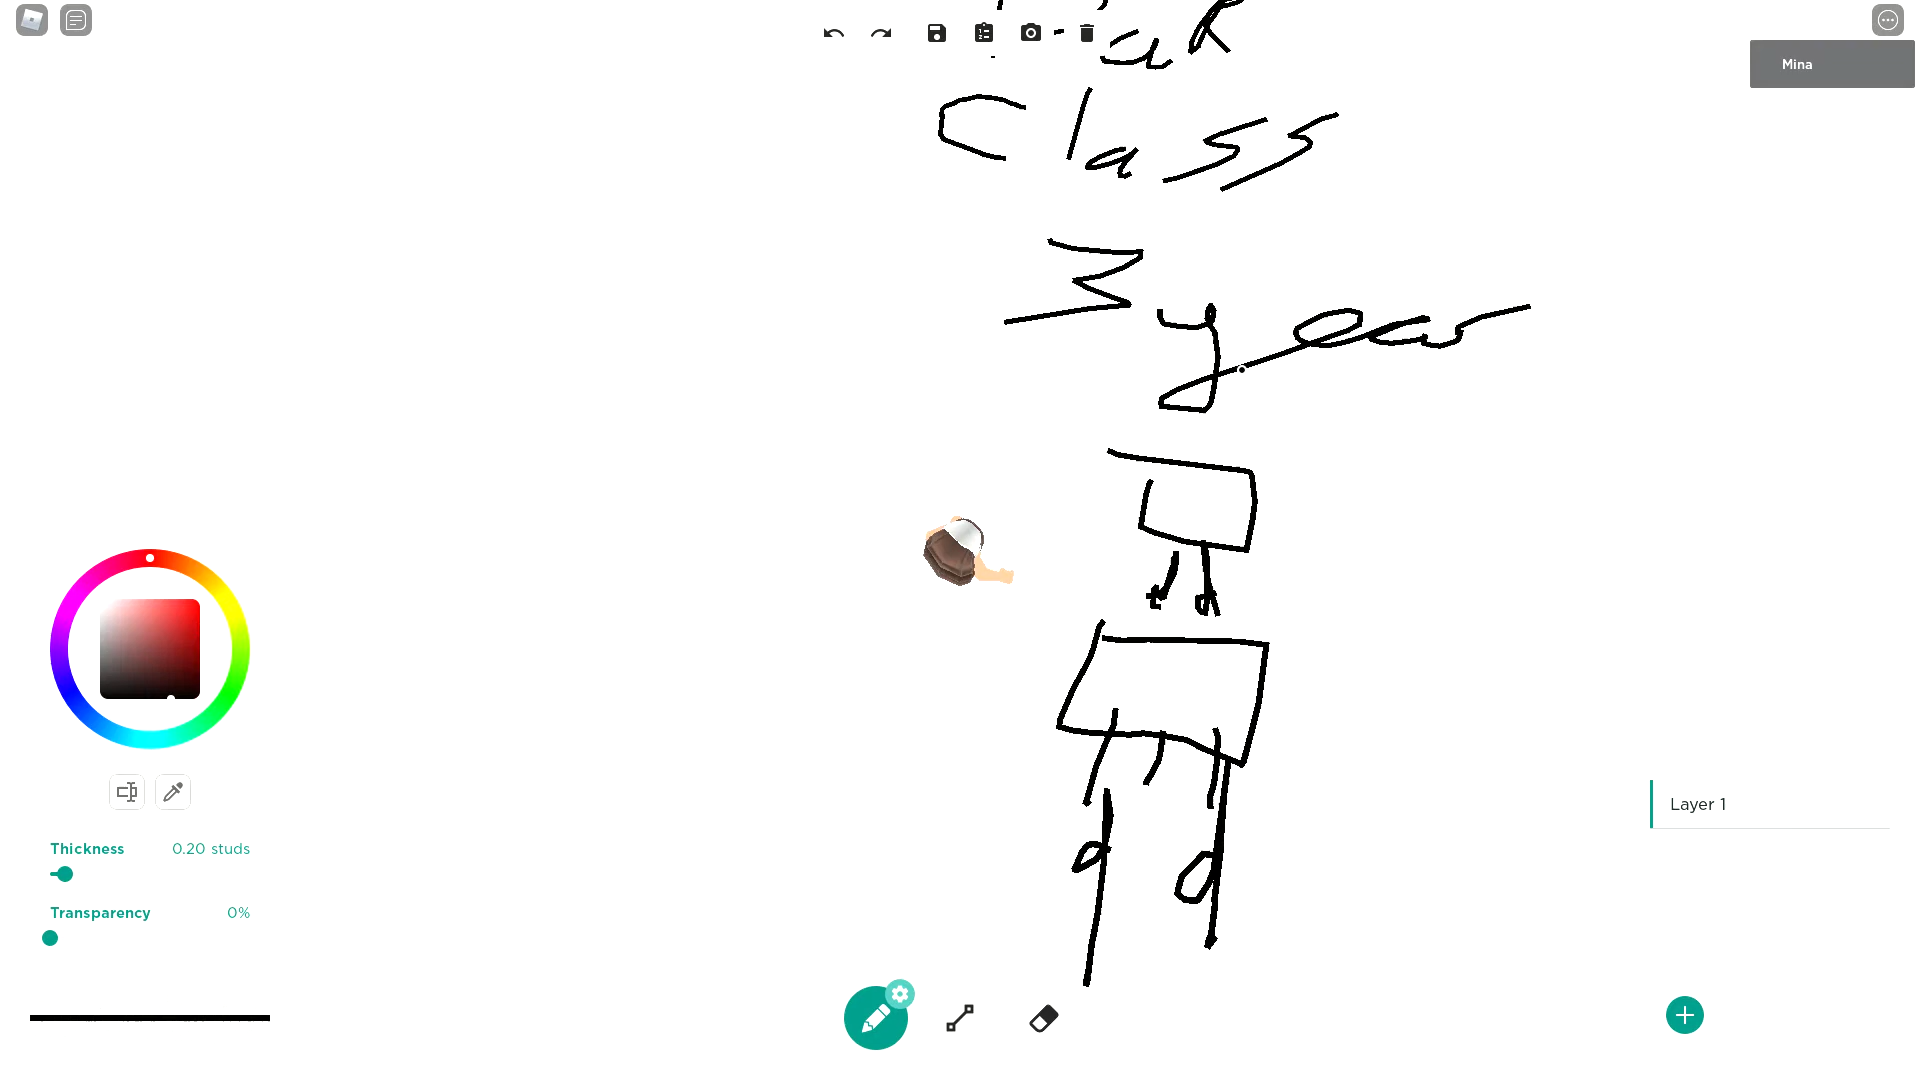 Mina
Class
3 year
Thickness 0.20 studs
Transparency 0%
Layer 1